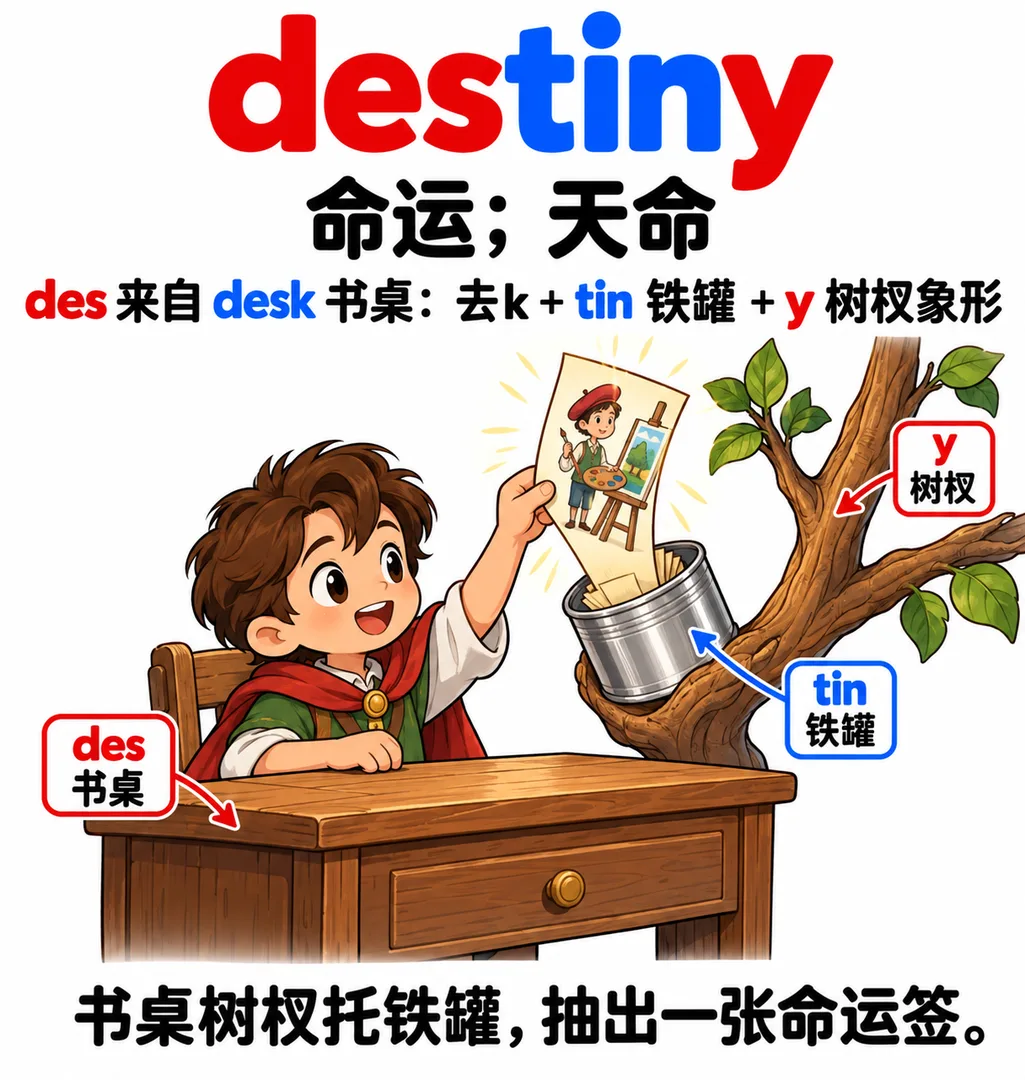 destiny
命运；天命
des 来自 desk 书桌：去k + tin 铁罐 + y 树杈象形
y
树杈
tin
铁罐
des
书桌
书桌树杈托铁罐，抽出一张命运签。